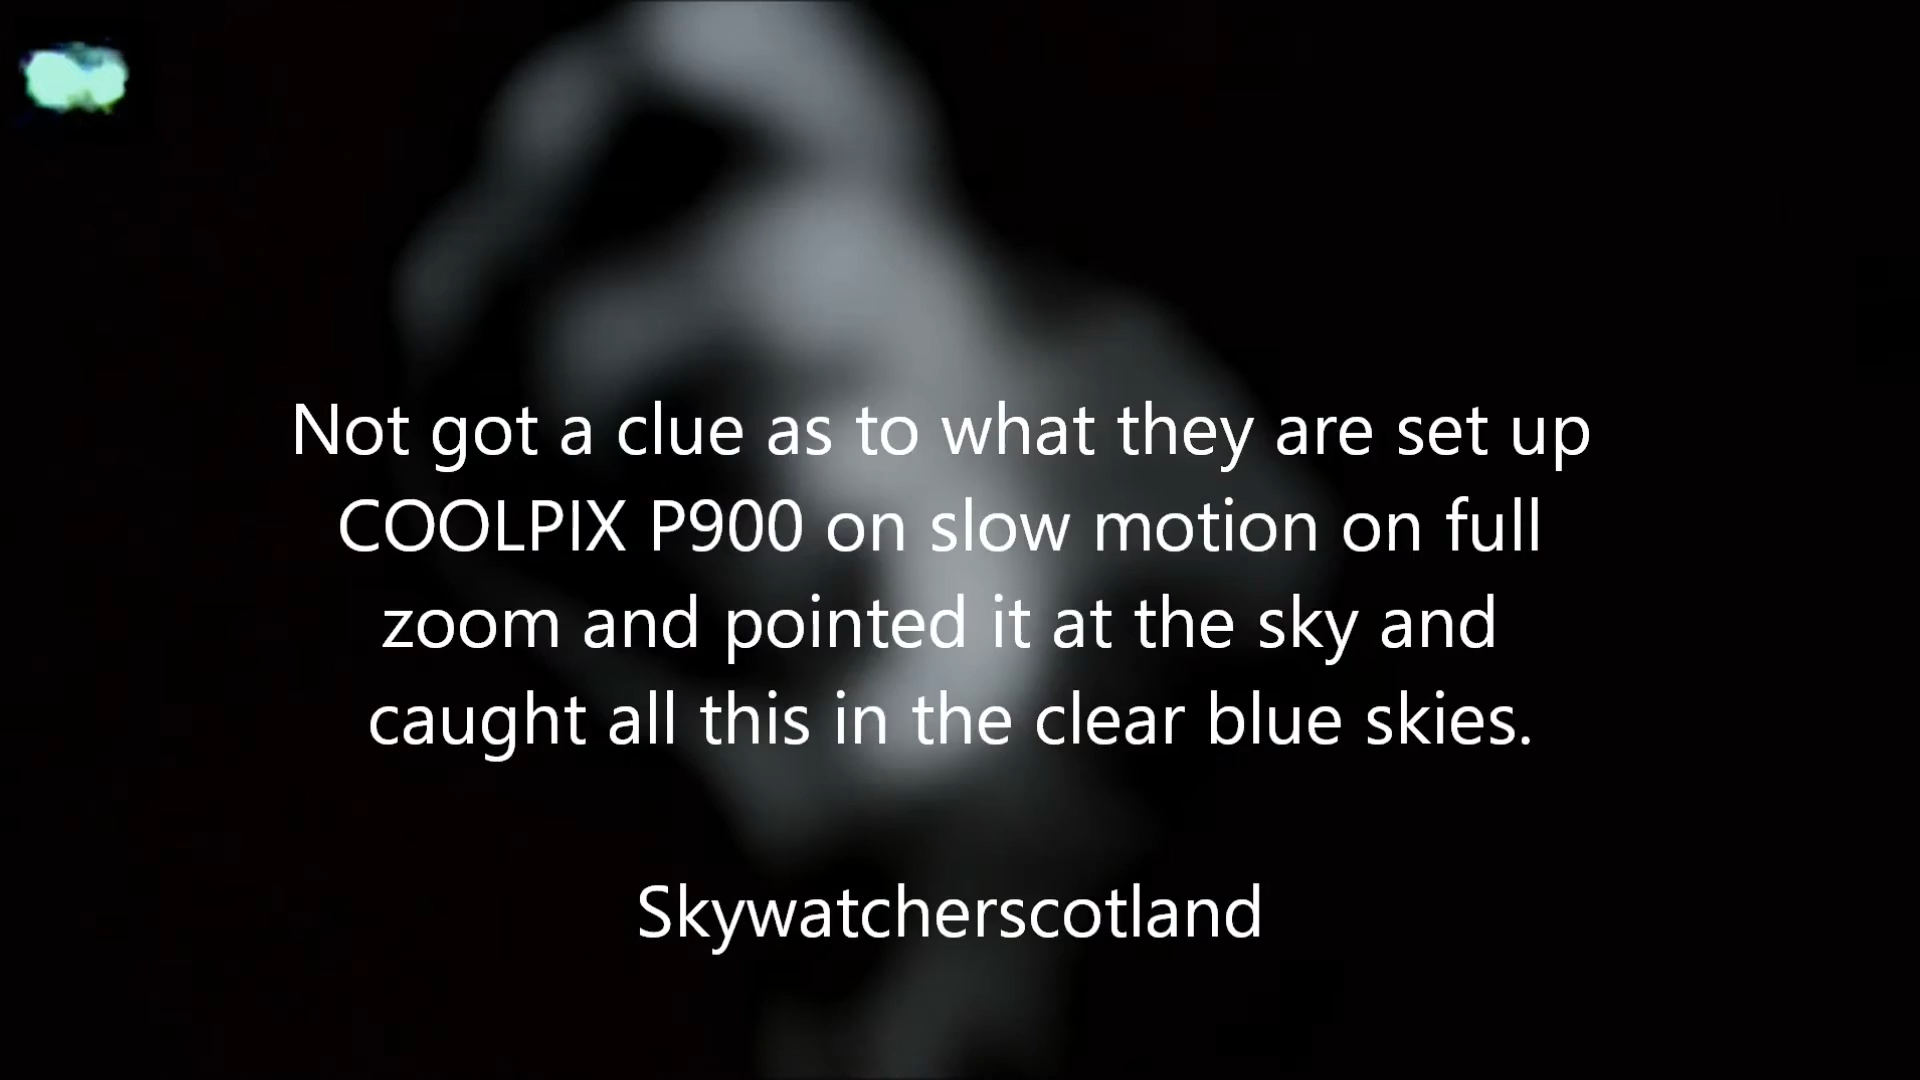 Not got a clue as to what they are set up
COOLPIX P900 on slow motion on full
zoom and pointed it at the sky and
caught all this in the clear blue skies.
Skywatcherscotland